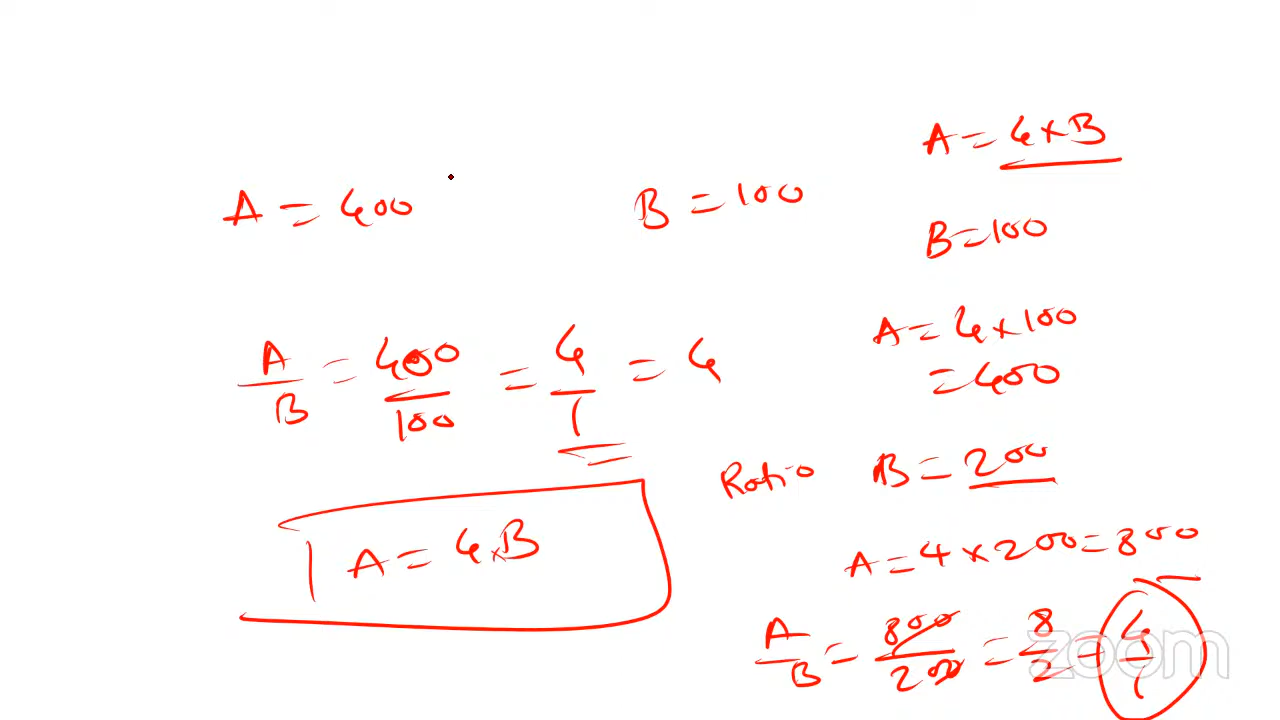 A = 400
B = 100
A/B = 400/100 = 4/1 = 4
A = 4×B
A = 4×B
B = 100
A = 4×100
= 400
Ratio B = 200
A = 4×200 = 800
A/B = 800/200 = 8/2 = 4/1
zoom